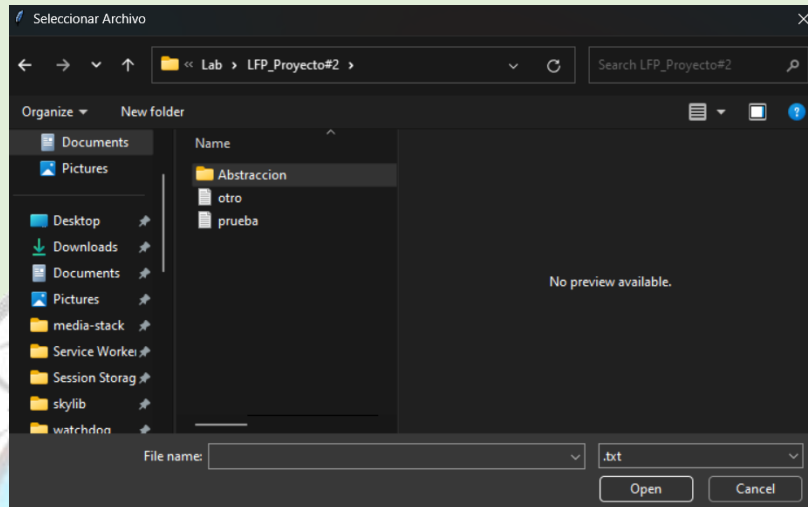 Seleccionar Archivo
« Lab › LFP_Proyecto#2 ›
Search LFP_Proyecto#2
Organize
New folder
Documents
Pictures
Desktop
Downloads
Documents
Pictures
media-stack
Service Worker
Session Storag
skylib
watchdog
Name
Abstraccion
otro
prueba
No preview available.
File name:
.txt
Open
Cancel